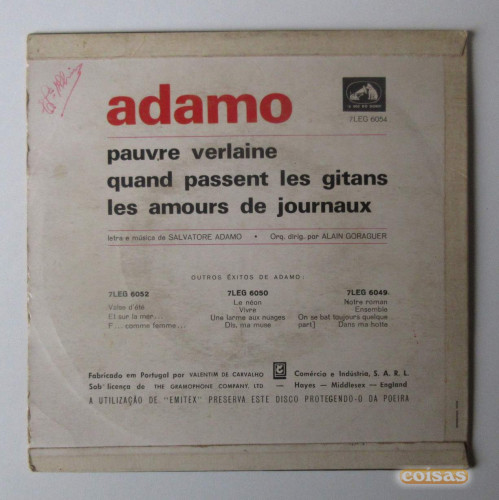 adamo
7LEG 6054
pauvre verlaine
quand passent les gitans
les amours de journaux
letra e música de SALVATORE ADAMO • Orq. dirig. por ALAIN GORAGUER
OUTROS ÊXITOS DE ADAMO:
7LEG 6052
Valse d'été
Et sur la mer...
F... comme femme...
7LEG 6050
Le néon
Vivre
Une larme aux nuages
Dis, ma muse
7LEG 6049
Notre roman
Ensemble
On se bat toujours quelque
part] Dans ma hotte
Fabricado em Portugal por VALENTIM DE CARVALHO Comércio e Indústria, S. A. R. L.
Sob licença de THE GRAMOPHONE COMPANY, LTD. — Hayes — Middlesex — England
A UTILIZAÇÃO DE "EMITEX" PRESERVA ESTE DISCO PROTEGENDO-O DA POEIRA
coisas